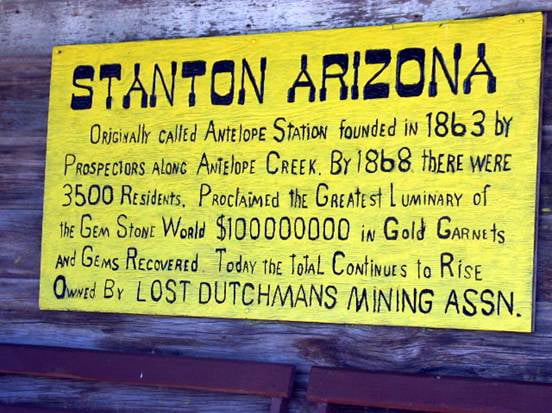 STANTON ARIZONA
ORIGINALLY CALLED ANTELOPE STATION FOUNDED IN 1863 by
PROSPECTORS ALONG ANTELOPE CREEK. BY 1868 THERE WERE
3500 RESIDENTS. PROCLAIMED the GREATEST LUMINARY of
the GEM STONE WORLD $100000000 IN GOLD GARNETS
AND GEMS RECOVERED. TODAY the TOTAL CONTINUES to RISE
OWNED BY LOST DUTCHMANS MINING ASSN.